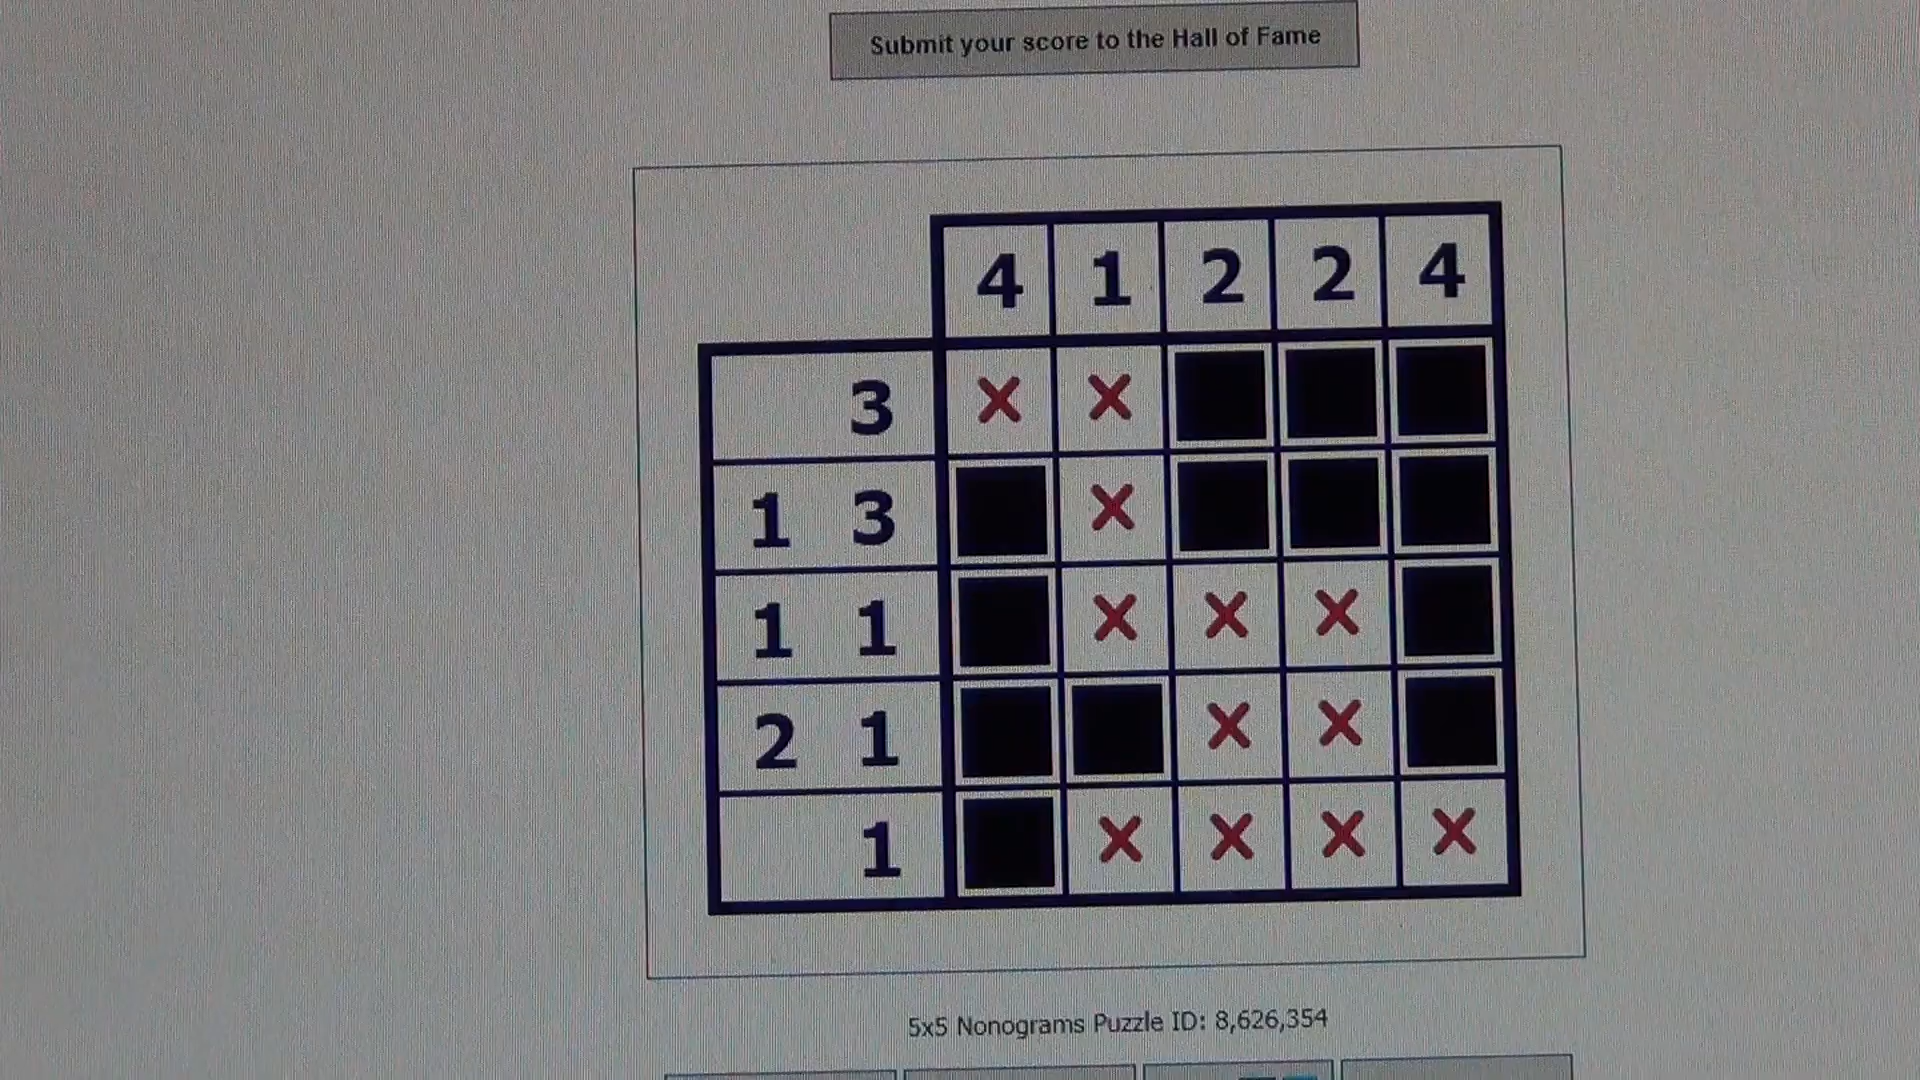 Submit your score to the Hall of Fame
4 1 2 2 4
3
1 3
1 1
2 1
1
5x5 Nonograms Puzzle ID: 8,626,354